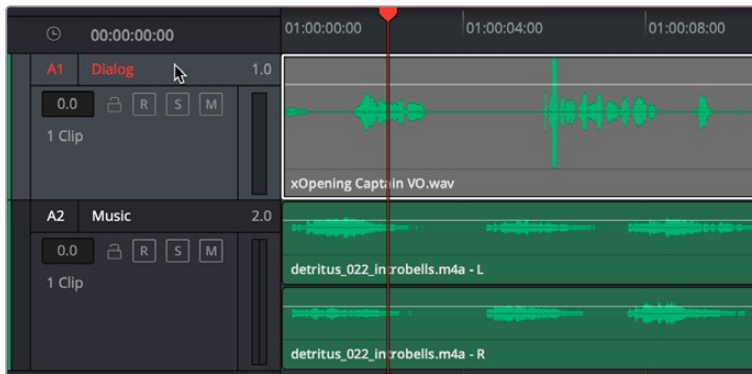 00:00:00:00
01:00:00:00 01:00:04:00 01:00:08:00
A1 Dialog 1.0
0.0 R S M
1 Clip
xOpening Captain VO.wav
A2 Music 2.0
0.0 R S M
1 Clip
detritus_022_introbells.m4a - L
detritus_022_introbells.m4a - R